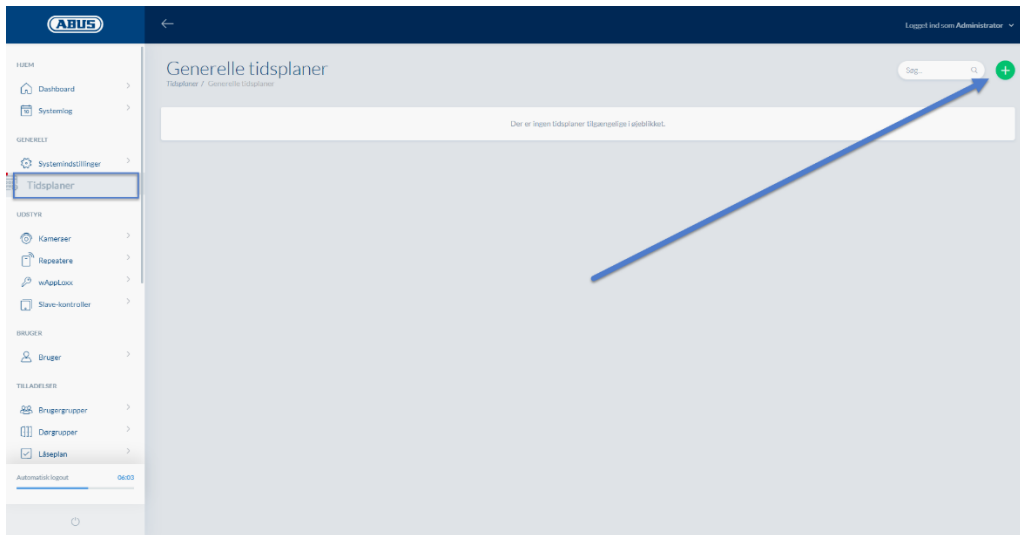 ABUS
Logget ind som Administrator
HJEM
Dashboard
Systemlog
GENERELT
Systemindstillinger
Tidsplaner
UDSTYR
Kameraer
Repeatere
wAppLoxx
Slave-kontroller
BRUGER
Bruger
TILLADELSER
Brugergrupper
Dørgrupper
Låseplan
Automatisk logout 06:03
Generelle tidsplaner
Tidsplaner / Generelle tidsplaner
Søg...
Der er ingen tidsplaner tilgængelige i øjeblikket.